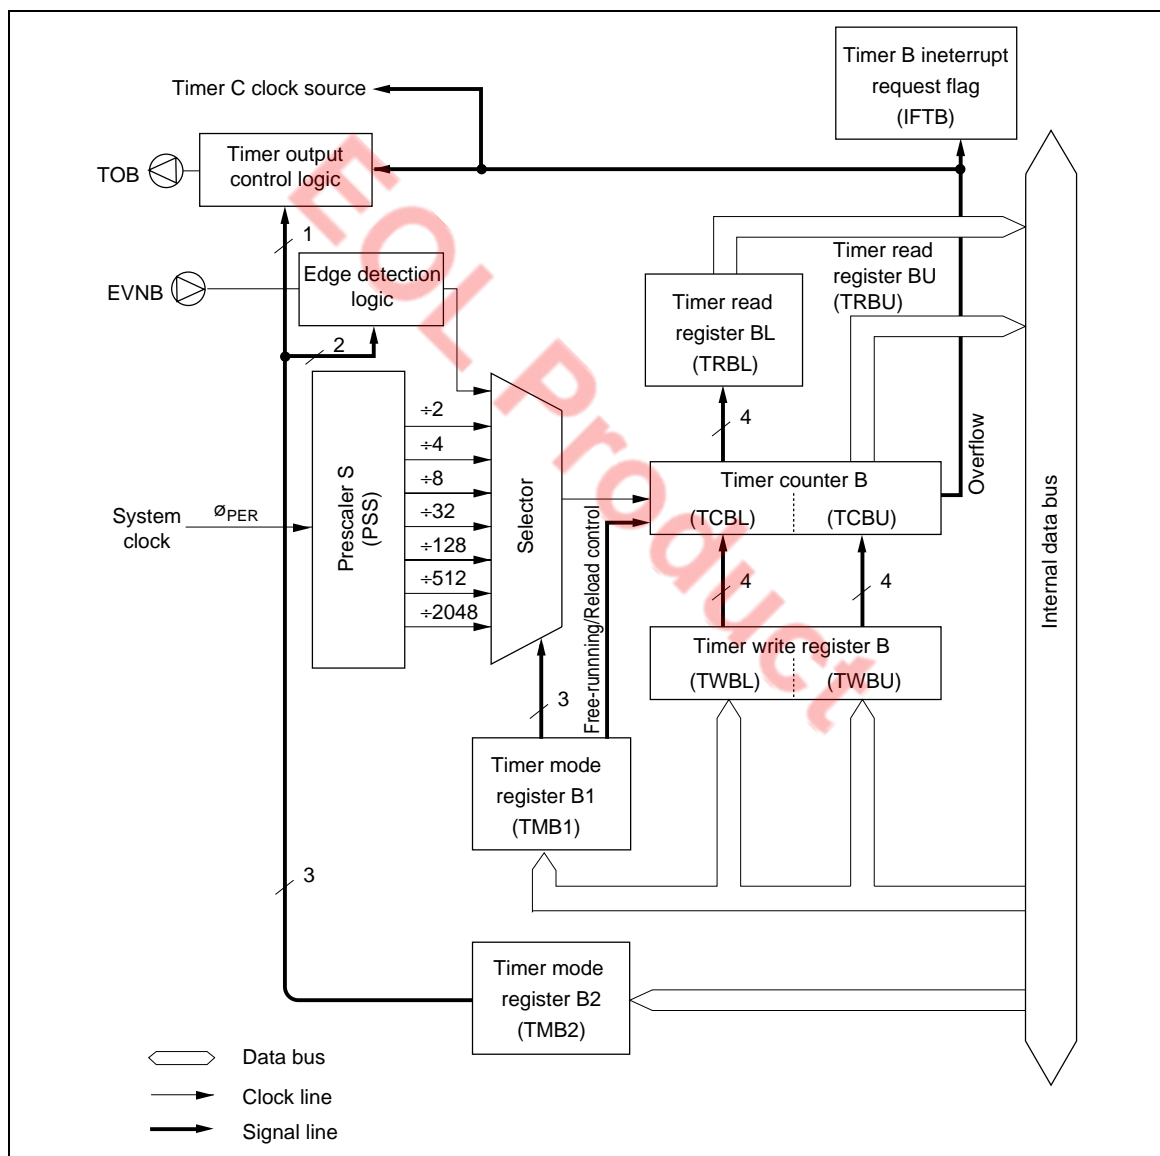 Timer B ineterrupt
request flag
(IFTB)
Timer C clock source
Timer output
control logic
TOB
1
Edge detection
logic
EVNB
2
Timer read
register BL
(TRBL)
Timer read
register BU
(TRBU)
Overflow
Internal data bus
4
÷2
÷4
÷8
÷32
÷128
÷512
÷2048
System
clock
øPER
Prescaler S
(PSS)
Selector
Free-runnning/Reload control
Timer counter B
(TCBL)
(TCBU)
4
4
Timer write register B
(TWBL)
(TWBU)
3
Timer mode
register B1
(TMB1)
3
Timer mode
register B2
(TMB2)
Data bus
Clock line
Signal line
EOL Product